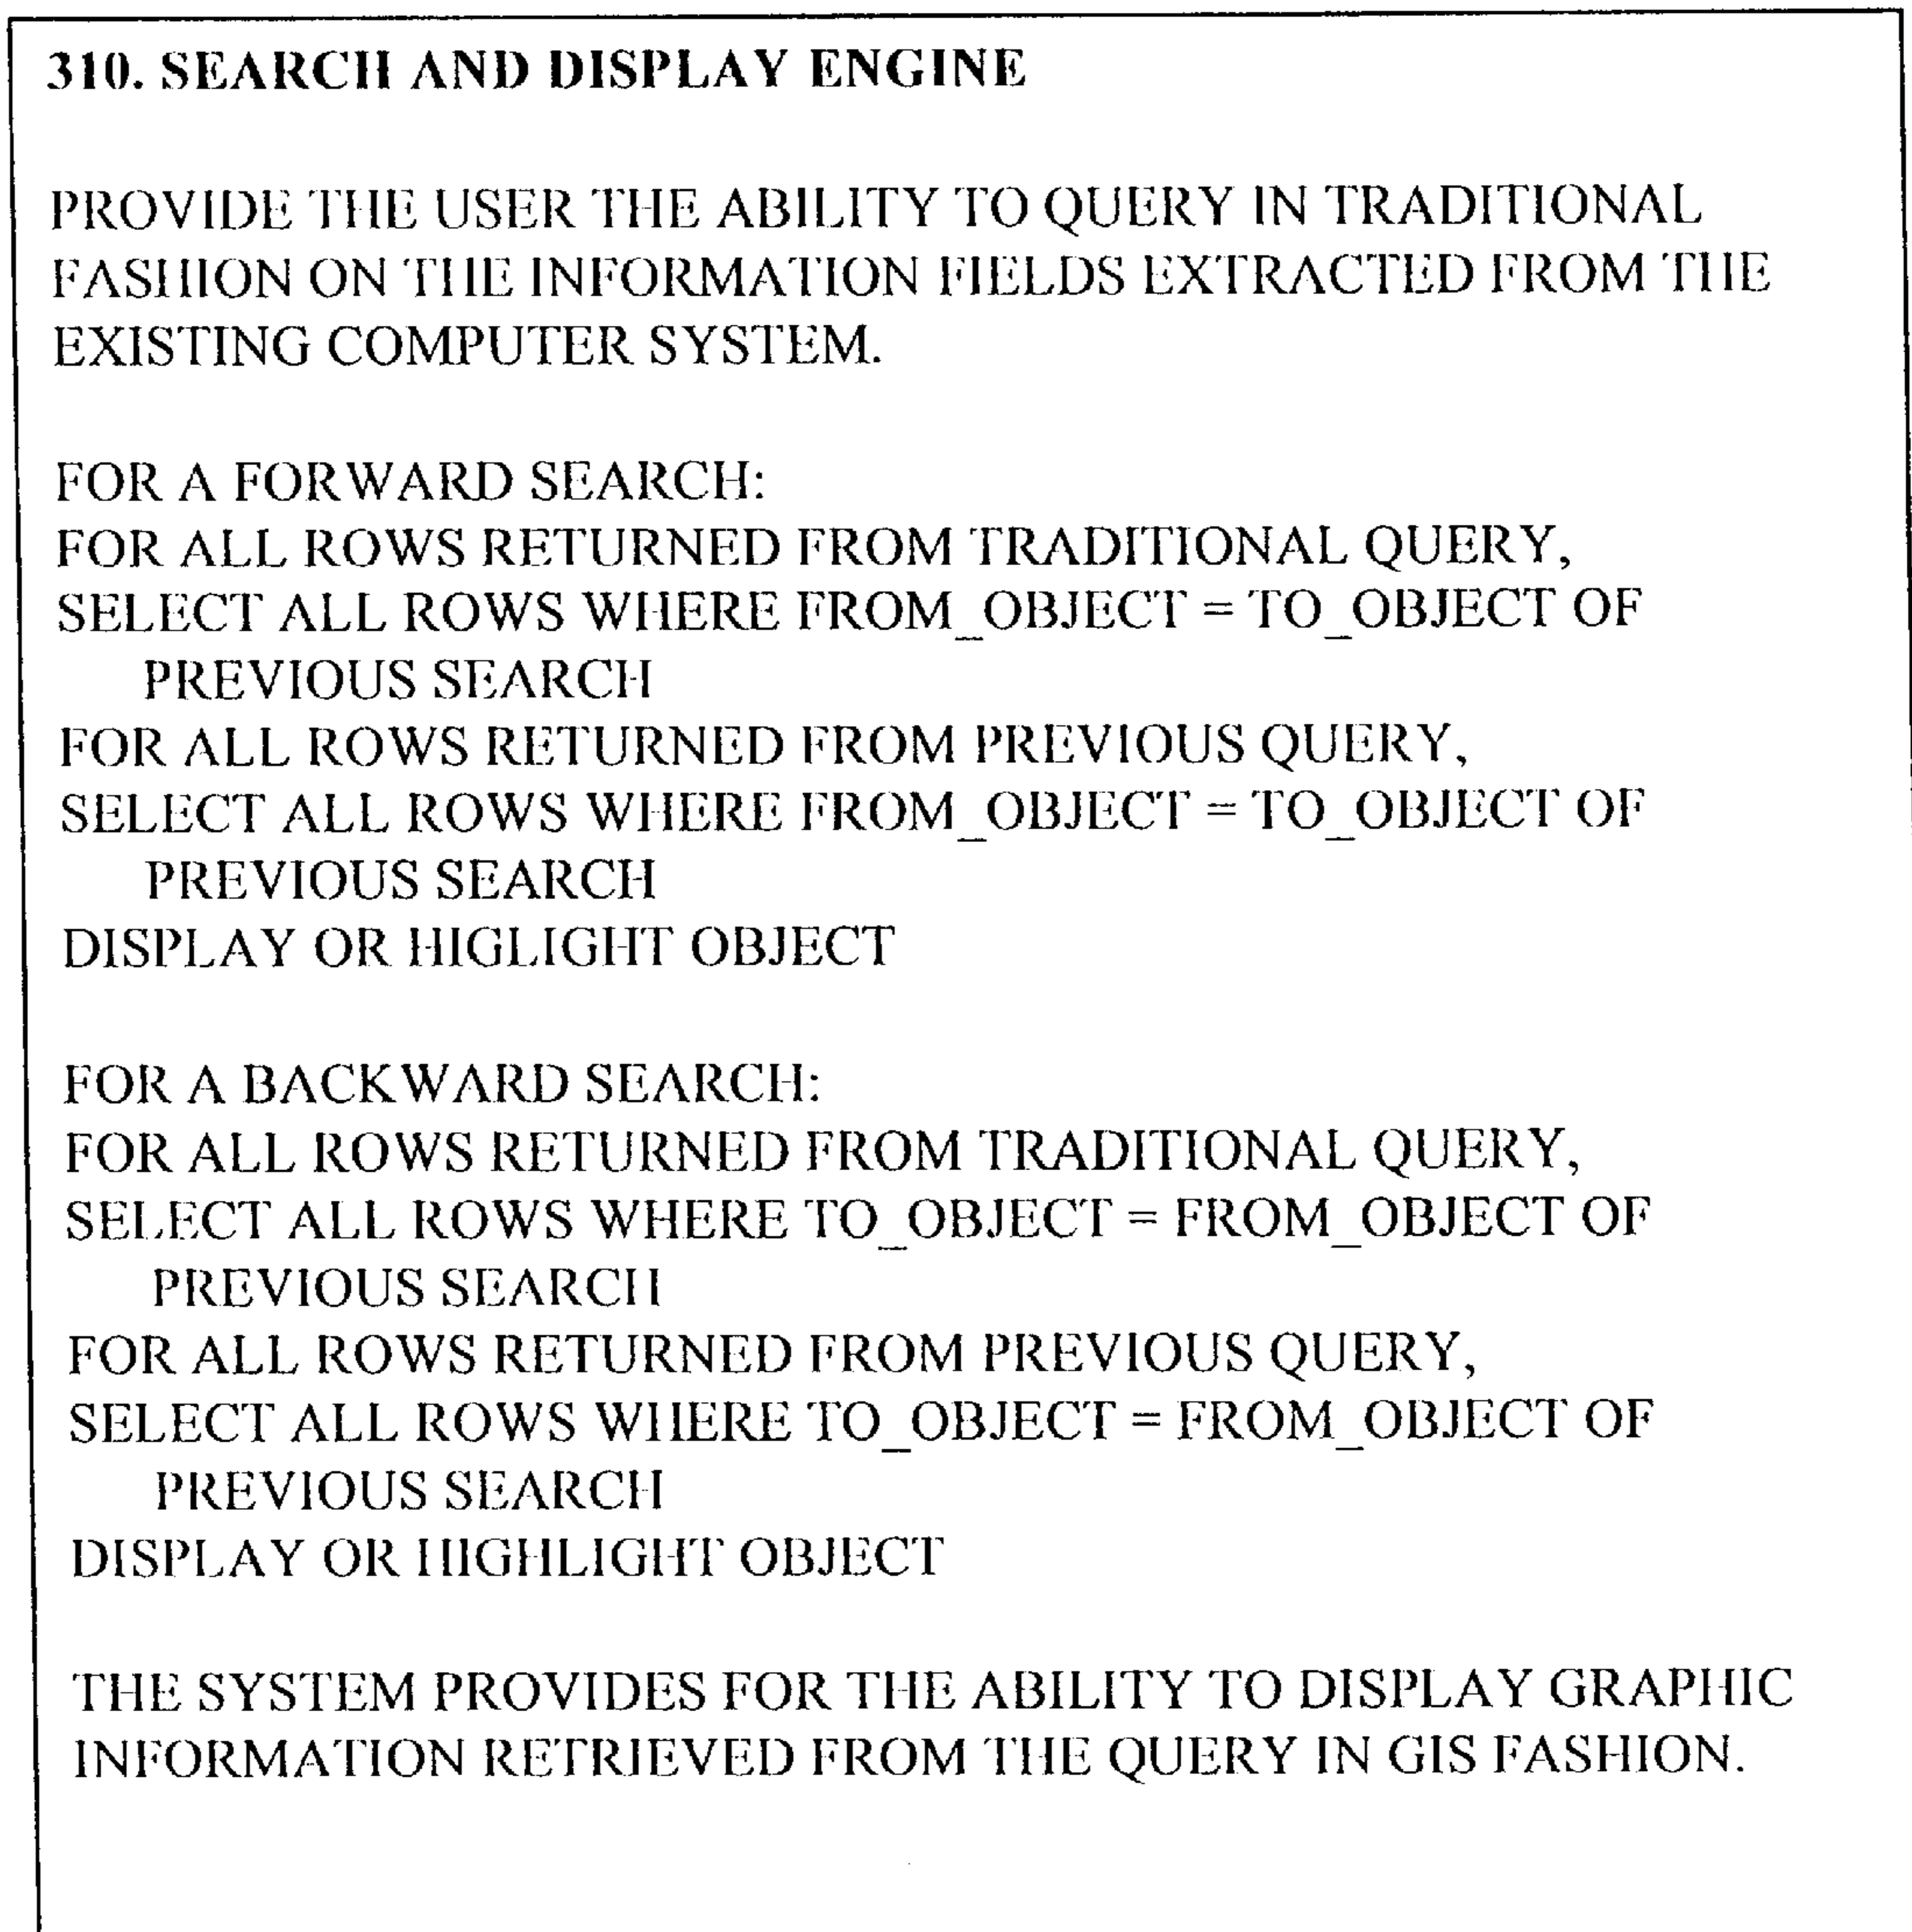 310. SEARCH AND DISPLAY ENGINE
PROVIDE THE USER THE ABILITY TO QUERY IN TRADITIONAL
FASHION ON THE INFORMATION FIELDS EXTRACTED FROM THE
EXISTING COMPUTER SYSTEM.
FOR A FORWARD SEARCH:
FOR ALL ROWS RETURNED FROM TRADITIONAL QUERY,
SELECT ALL ROWS WHERE FROM_OBJECT = TO_OBJECT OF
PREVIOUS SEARCH
FOR ALL ROWS RETURNED FROM PREVIOUS QUERY,
SELECT ALL ROWS WHERE FROM_OBJECT = TO_OBJECT OF
PREVIOUS SEARCH
DISPLAY OR HIGLIGHT OBJECT
FOR A BACKWARD SEARCH:
FOR ALL ROWS RETURNED FROM TRADITIONAL QUERY,
SELECT ALL ROWS WHERE TO_OBJECT = FROM_OBJECT OF
PREVIOUS SEARCH
FOR ALL ROWS RETURNED FROM PREVIOUS QUERY,
SELECT ALL ROWS WHERE TO_OBJECT = FROM_OBJECT OF
PREVIOUS SEARCH
DISPLAY OR HIGHLIGHT OBJECT
THE SYSTEM PROVIDES FOR THE ABILITY TO DISPLAY GRAPHIC
INFORMATION RETRIEVED FROM THE QUERY IN GIS FASHION.